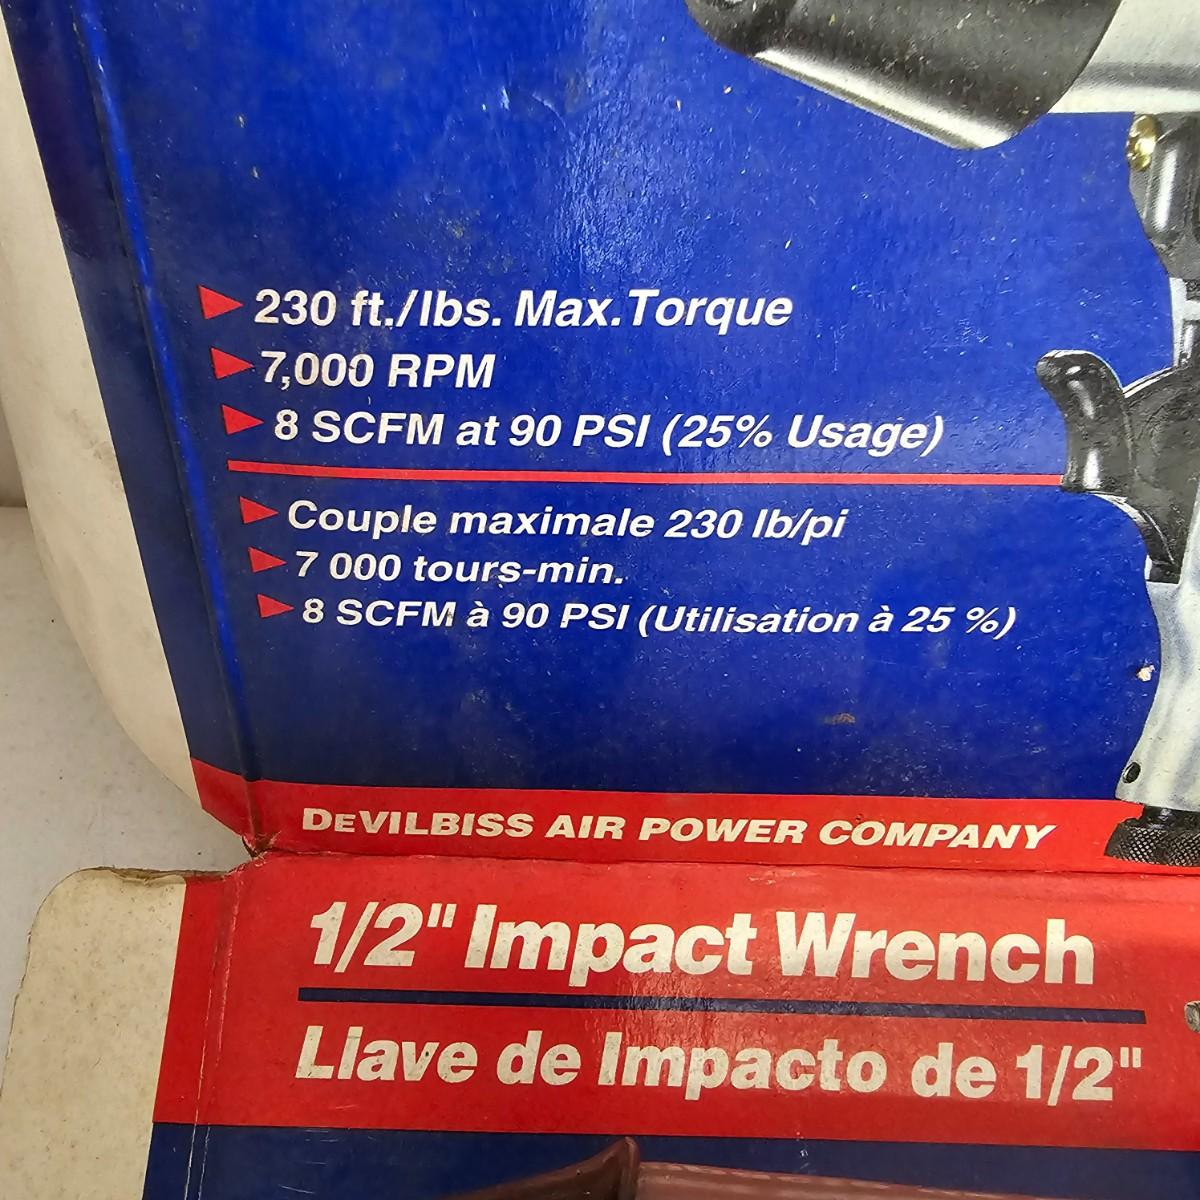 230 ft./lbs. Max.Torque
7,000 RPM
8 SCFM at 90 PSI (25% Usage)
Couple maximale 230 lb/pi
7 000 tours-min.
8 SCFM à 90 PSI (Utilisation à 25 %)
DEVILBISS AIR POWER COMPANY
1/2" Impact Wrench
Llave de Impacto de 1/2"